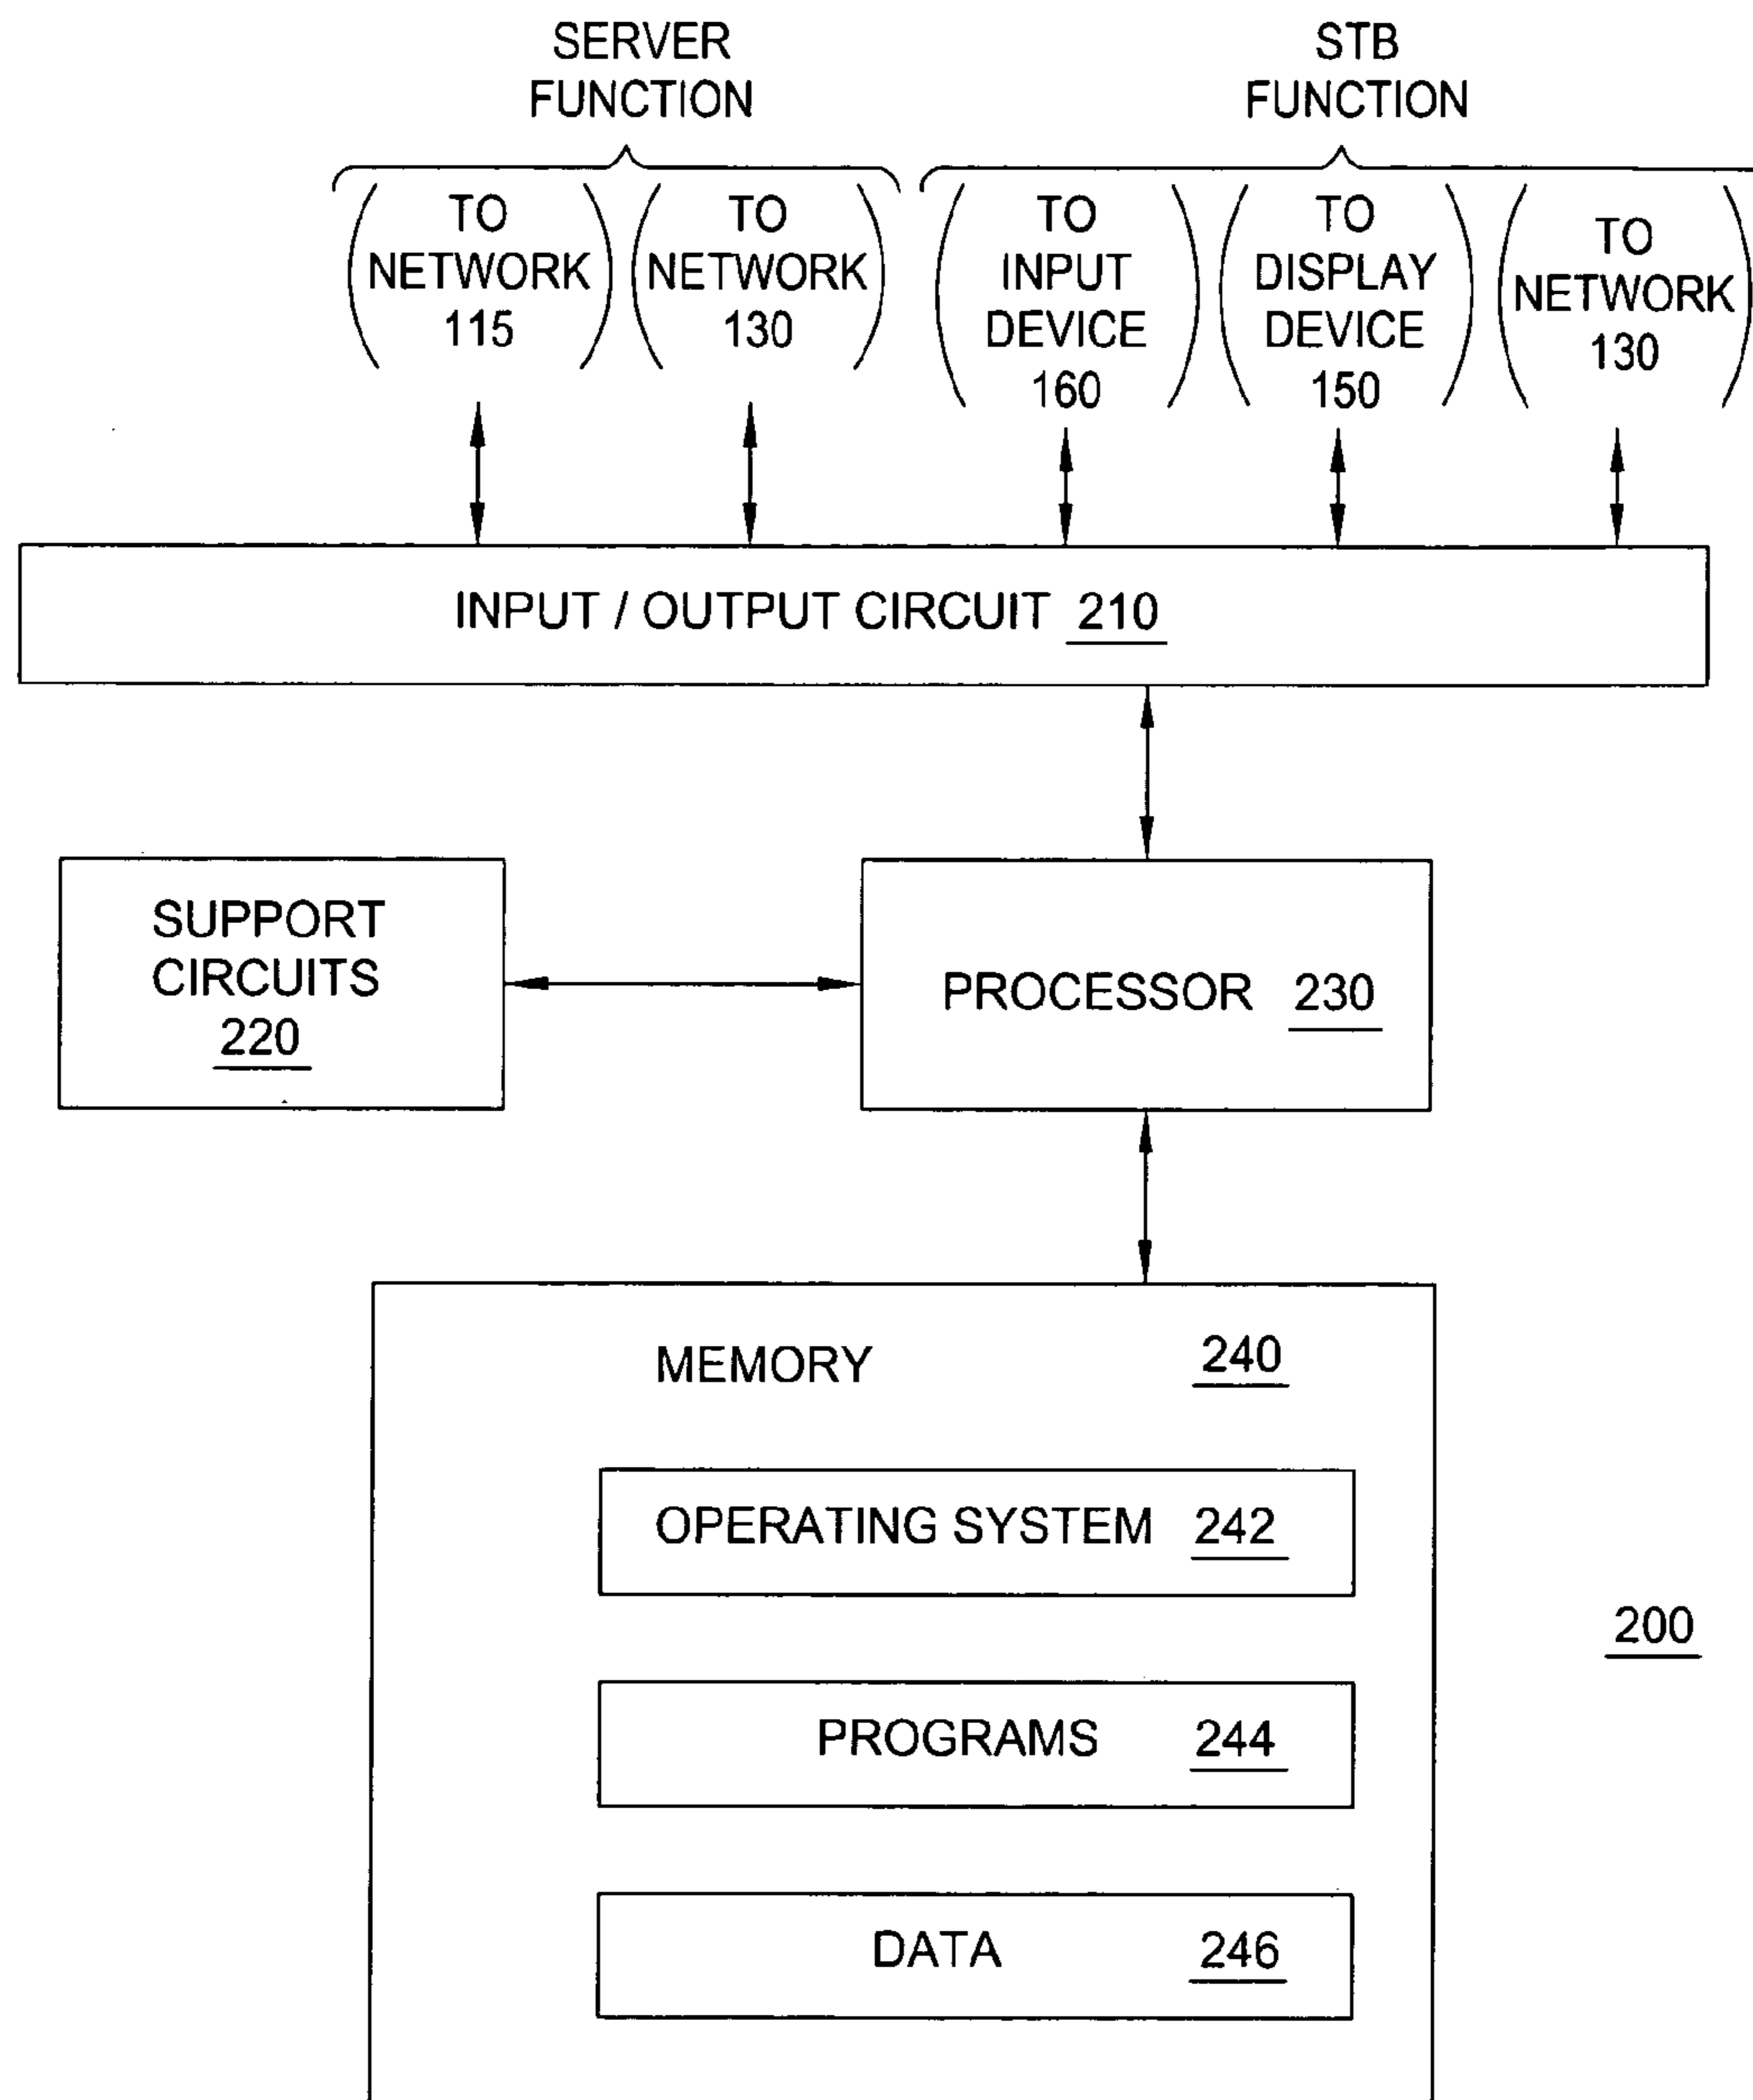 SERVER
FUNCTION
STB
FUNCTION
TO
NETWORK
115
TO
NETWORK
130
TO
INPUT
DEVICE
160
TO
DISPLAY
DEVICE
150
TO
NETWORK
130
INPUT / OUTPUT CIRCUIT 210
SUPPORT
CIRCUITS
220
PROCESSOR 230
MEMORY 240
OPERATING SYSTEM 242
PROGRAMS 244
DATA 246
200